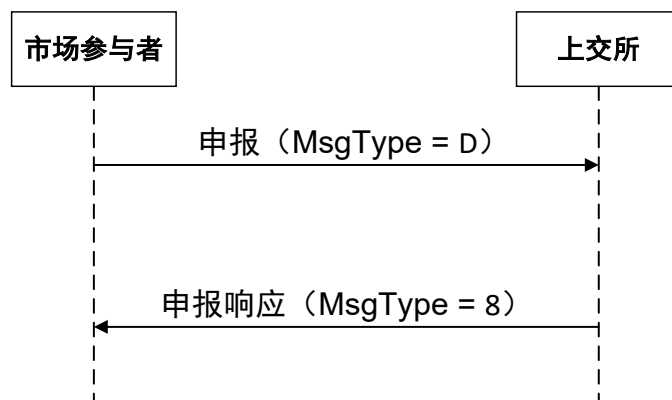 市场参与者
上交所
申报（MsgType = D）
申报响应（MsgType = 8）